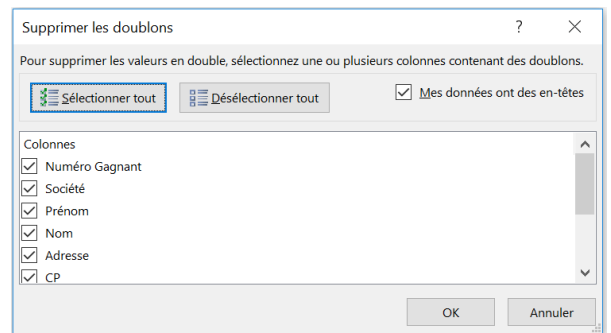 Supprimer les doublons ?
Pour supprimer les valeurs en double, sélectionnez une ou plusieurs colonnes contenant des doublons.
Sélectionner tout Désélectionner tout Mes données ont des en-têtes
Colonnes
Numéro Gagnant
Société
Prénom
Nom
Adresse
CP
OK Annuler